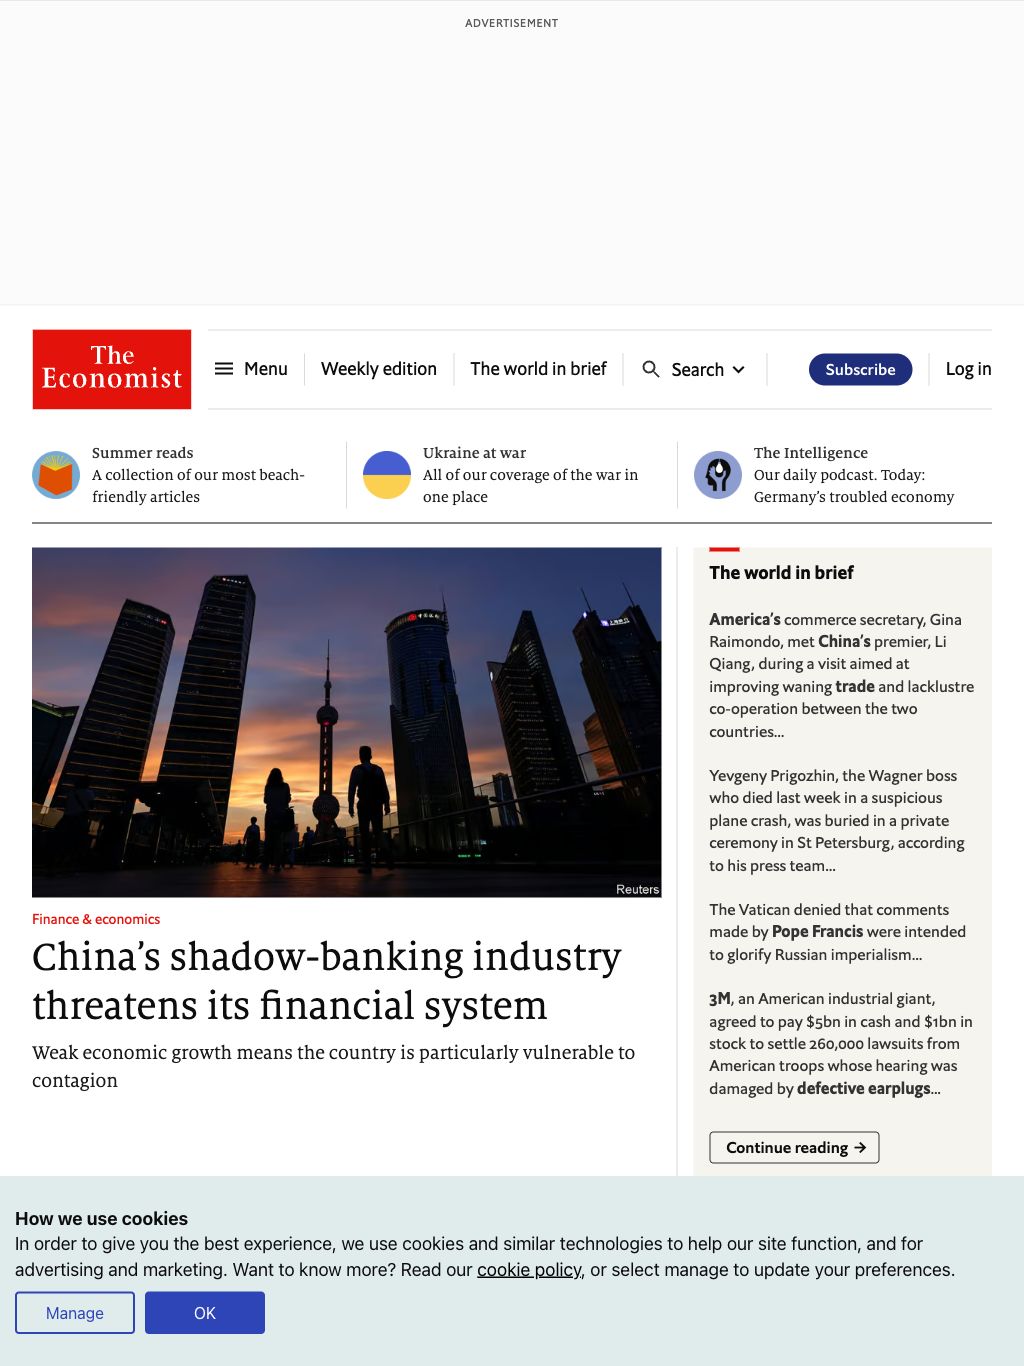 ADVERTISEMENT
The
Economist
Menu
Weekly edition
The world in brief
Search
Subscribe
Log in
Summer reads
A collection of our most beach-
friendly articles
Ukraine at war
All of our coverage of the war in
one place
The Intelligence
Our daily podcast. Today:
Germany’s troubled economy
Reuters
Finance & economics
China’s shadow-banking industry
threatens its financial system
Weak economic growth means the country is particularly vulnerable to
contagion
The world in brief
America’s commerce secretary, Gina
Raimondo, met China’s premier, Li
Qiang, during a visit aimed at
improving waning trade and lacklustre
co-operation between the two
countries…
Yevgeny Prigozhin, the Wagner boss
who died last week in a suspicious
plane crash, was buried in a private
ceremony in St Petersburg, according
to his press team…
The Vatican denied that comments
made by Pope Francis were intended
to glorify Russian imperialism…
3M, an American industrial giant,
agreed to pay $5bn in cash and $1bn in
stock to settle 260,000 lawsuits from
American troops whose hearing was
damaged by defective earplugs…
Continue reading →
How we use cookies
In order to give you the best experience, we use cookies and similar technologies to help our site function, and for
advertising and marketing. Want to know more? Read our cookie policy, or select manage to update your preferences.
Manage
OK